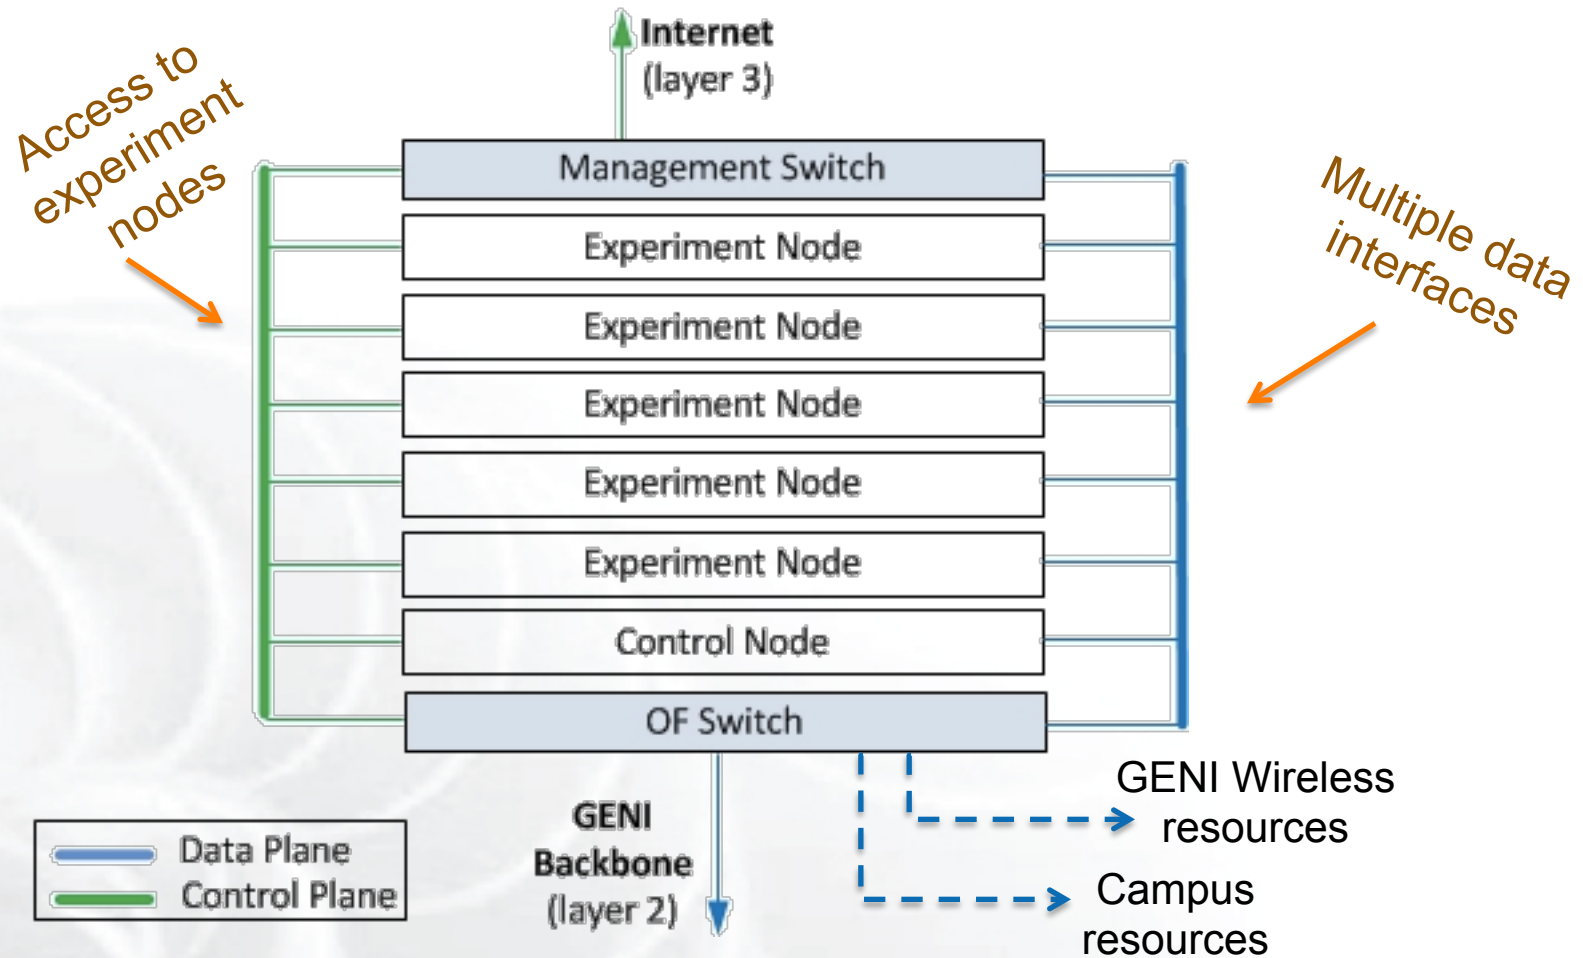 Internet
(layer 3)
Access to
experiment
nodes
Management Switch
Experiment Node
Experiment Node
Experiment Node
Experiment Node
Experiment Node
Control Node
OF Switch
Multiple data
interfaces
GENI
Backbone
(layer 2)
GENI Wireless
resources
Campus
resources
Data Plane
Control Plane